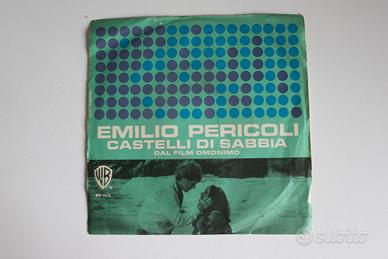 EMILIO PERICOLI
CASTELLI DI SABBIA
DAL FILM OMONIMO
WB
subito